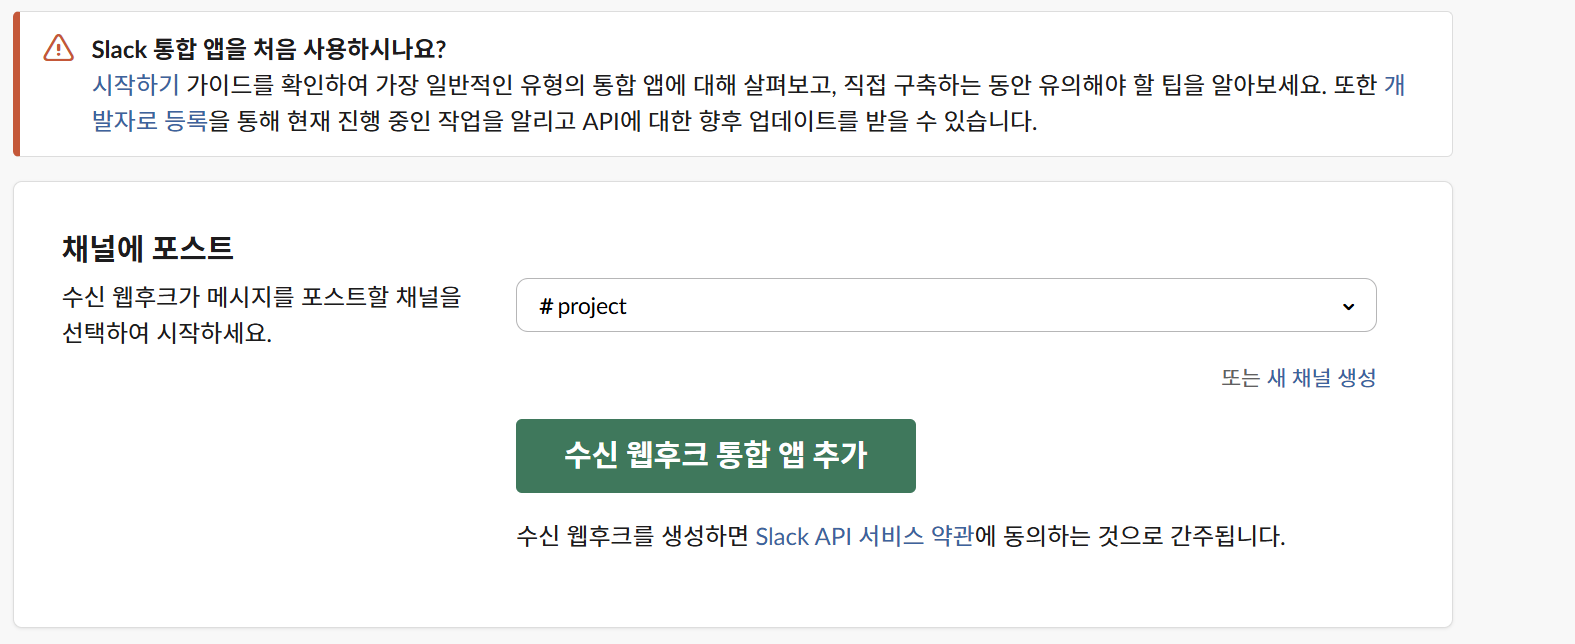 Slack 통합 앱을 처음 사용하시나요?
시작하기 가이드를 확인하여 가장 일반적인 유형의 통합 앱에 대해 살펴보고, 직접 구축하는 동안 유의해야 할 팁을 알아보세요. 또한 개
발자로 등록을 통해 현재 진행 중인 작업을 알리고 API에 대한 향후 업데이트를 받을 수 있습니다.
채널에 포스트
수신 웹후크가 메시지를 포스트할 채널을
선택하여 시작하세요.
# project
또는 새 채널 생성
수신 웹후크 통합 앱 추가
수신 웹후크를 생성하면 Slack API 서비스 약관에 동의하는 것으로 간주됩니다.